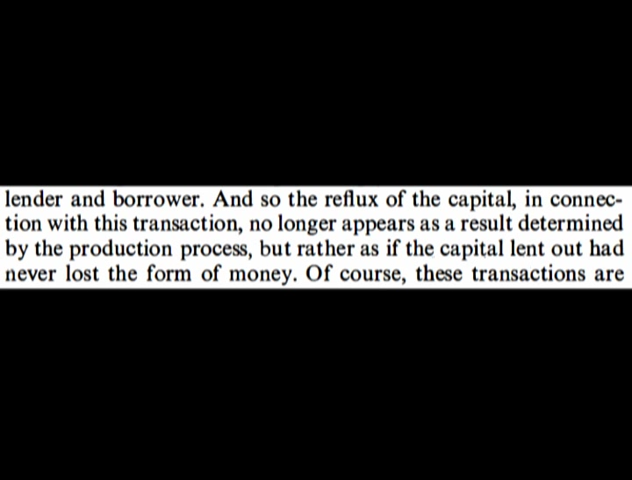 lender and borrower. And so the reflux of the capital, in connec-
tion with this transaction, no longer appears as a result determined
by the production process, but rather as if the capital lent out had
never lost the form of money. Of course, these transactions are